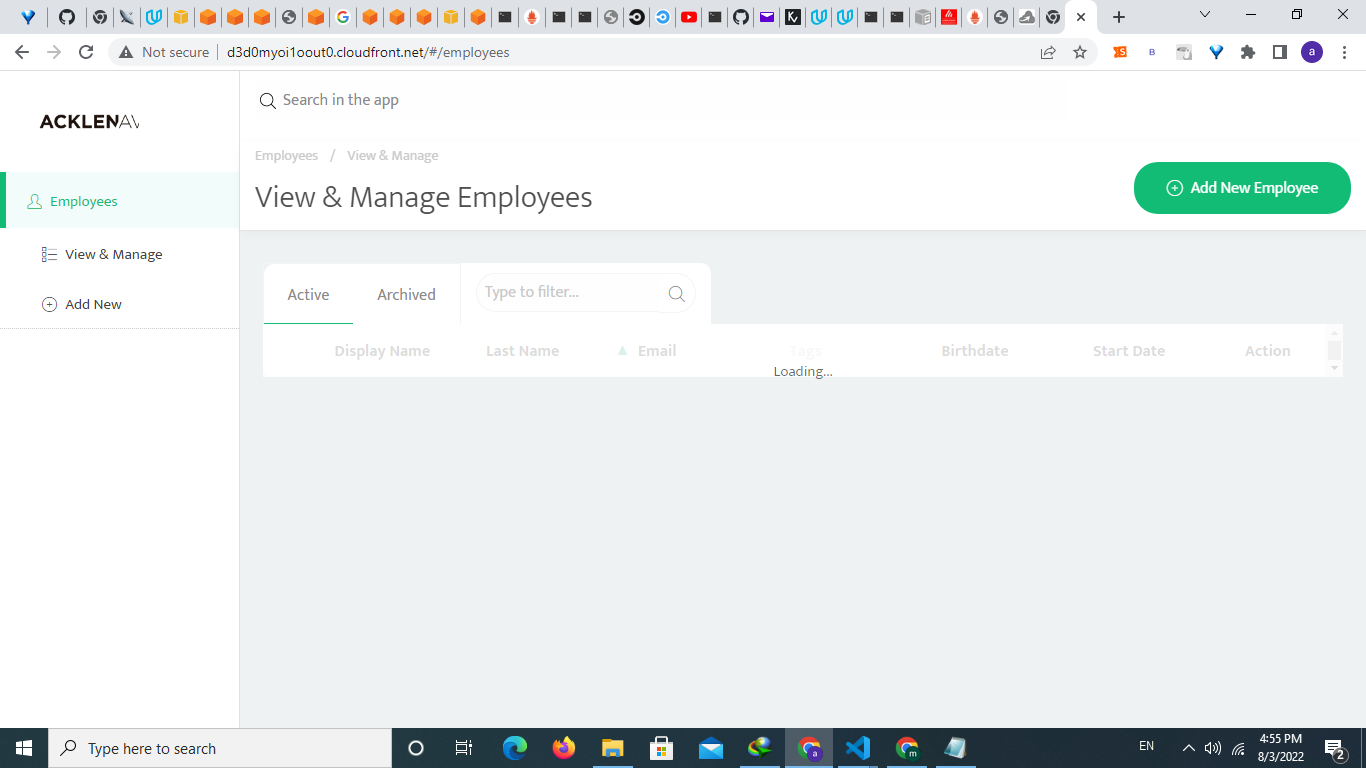 Not secure
d3d0myoi1oout0.cloudfront.net/#/employees
B
a
ACKLENAV
Search in the app
Employees / View & Manage
View & Manage Employees
Add New Employee
Employees
View & Manage
Add New
Active
Archived
Type to filter...
Display Name
Last Name
Email
Tags
Birthdate
Start Date
Action
Loading...
Type here to search
a
m
EN
4:55 PM
8/3/2022
2